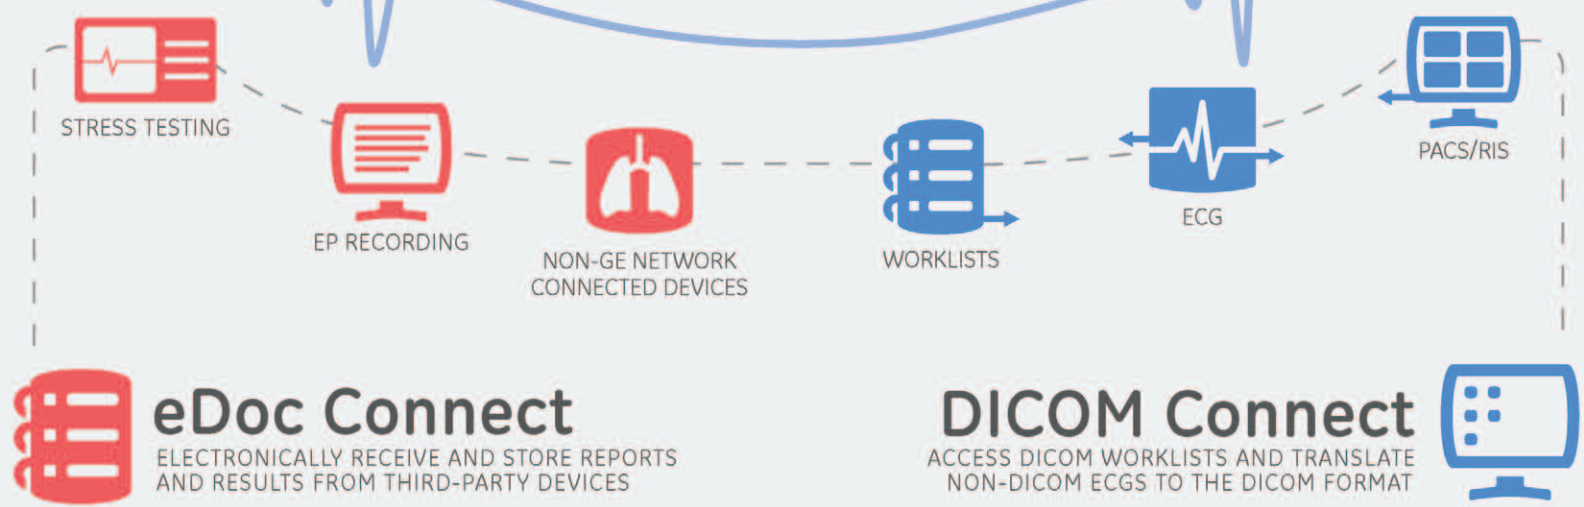 STRESS TESTING
EP RECORDING
NON-GE NETWORK
CONNECTED DEVICES
WORKLISTS
ECG
PACS/RIS
eDoc Connect
ELECTRONICALLY RECEIVE AND STORE REPORTS
AND RESULTS FROM THIRD-PARTY DEVICES
DICOM Connect
ACCESS DICOM WORKLISTS AND TRANSLATE
NON-DICOM ECGS TO THE DICOM FORMAT